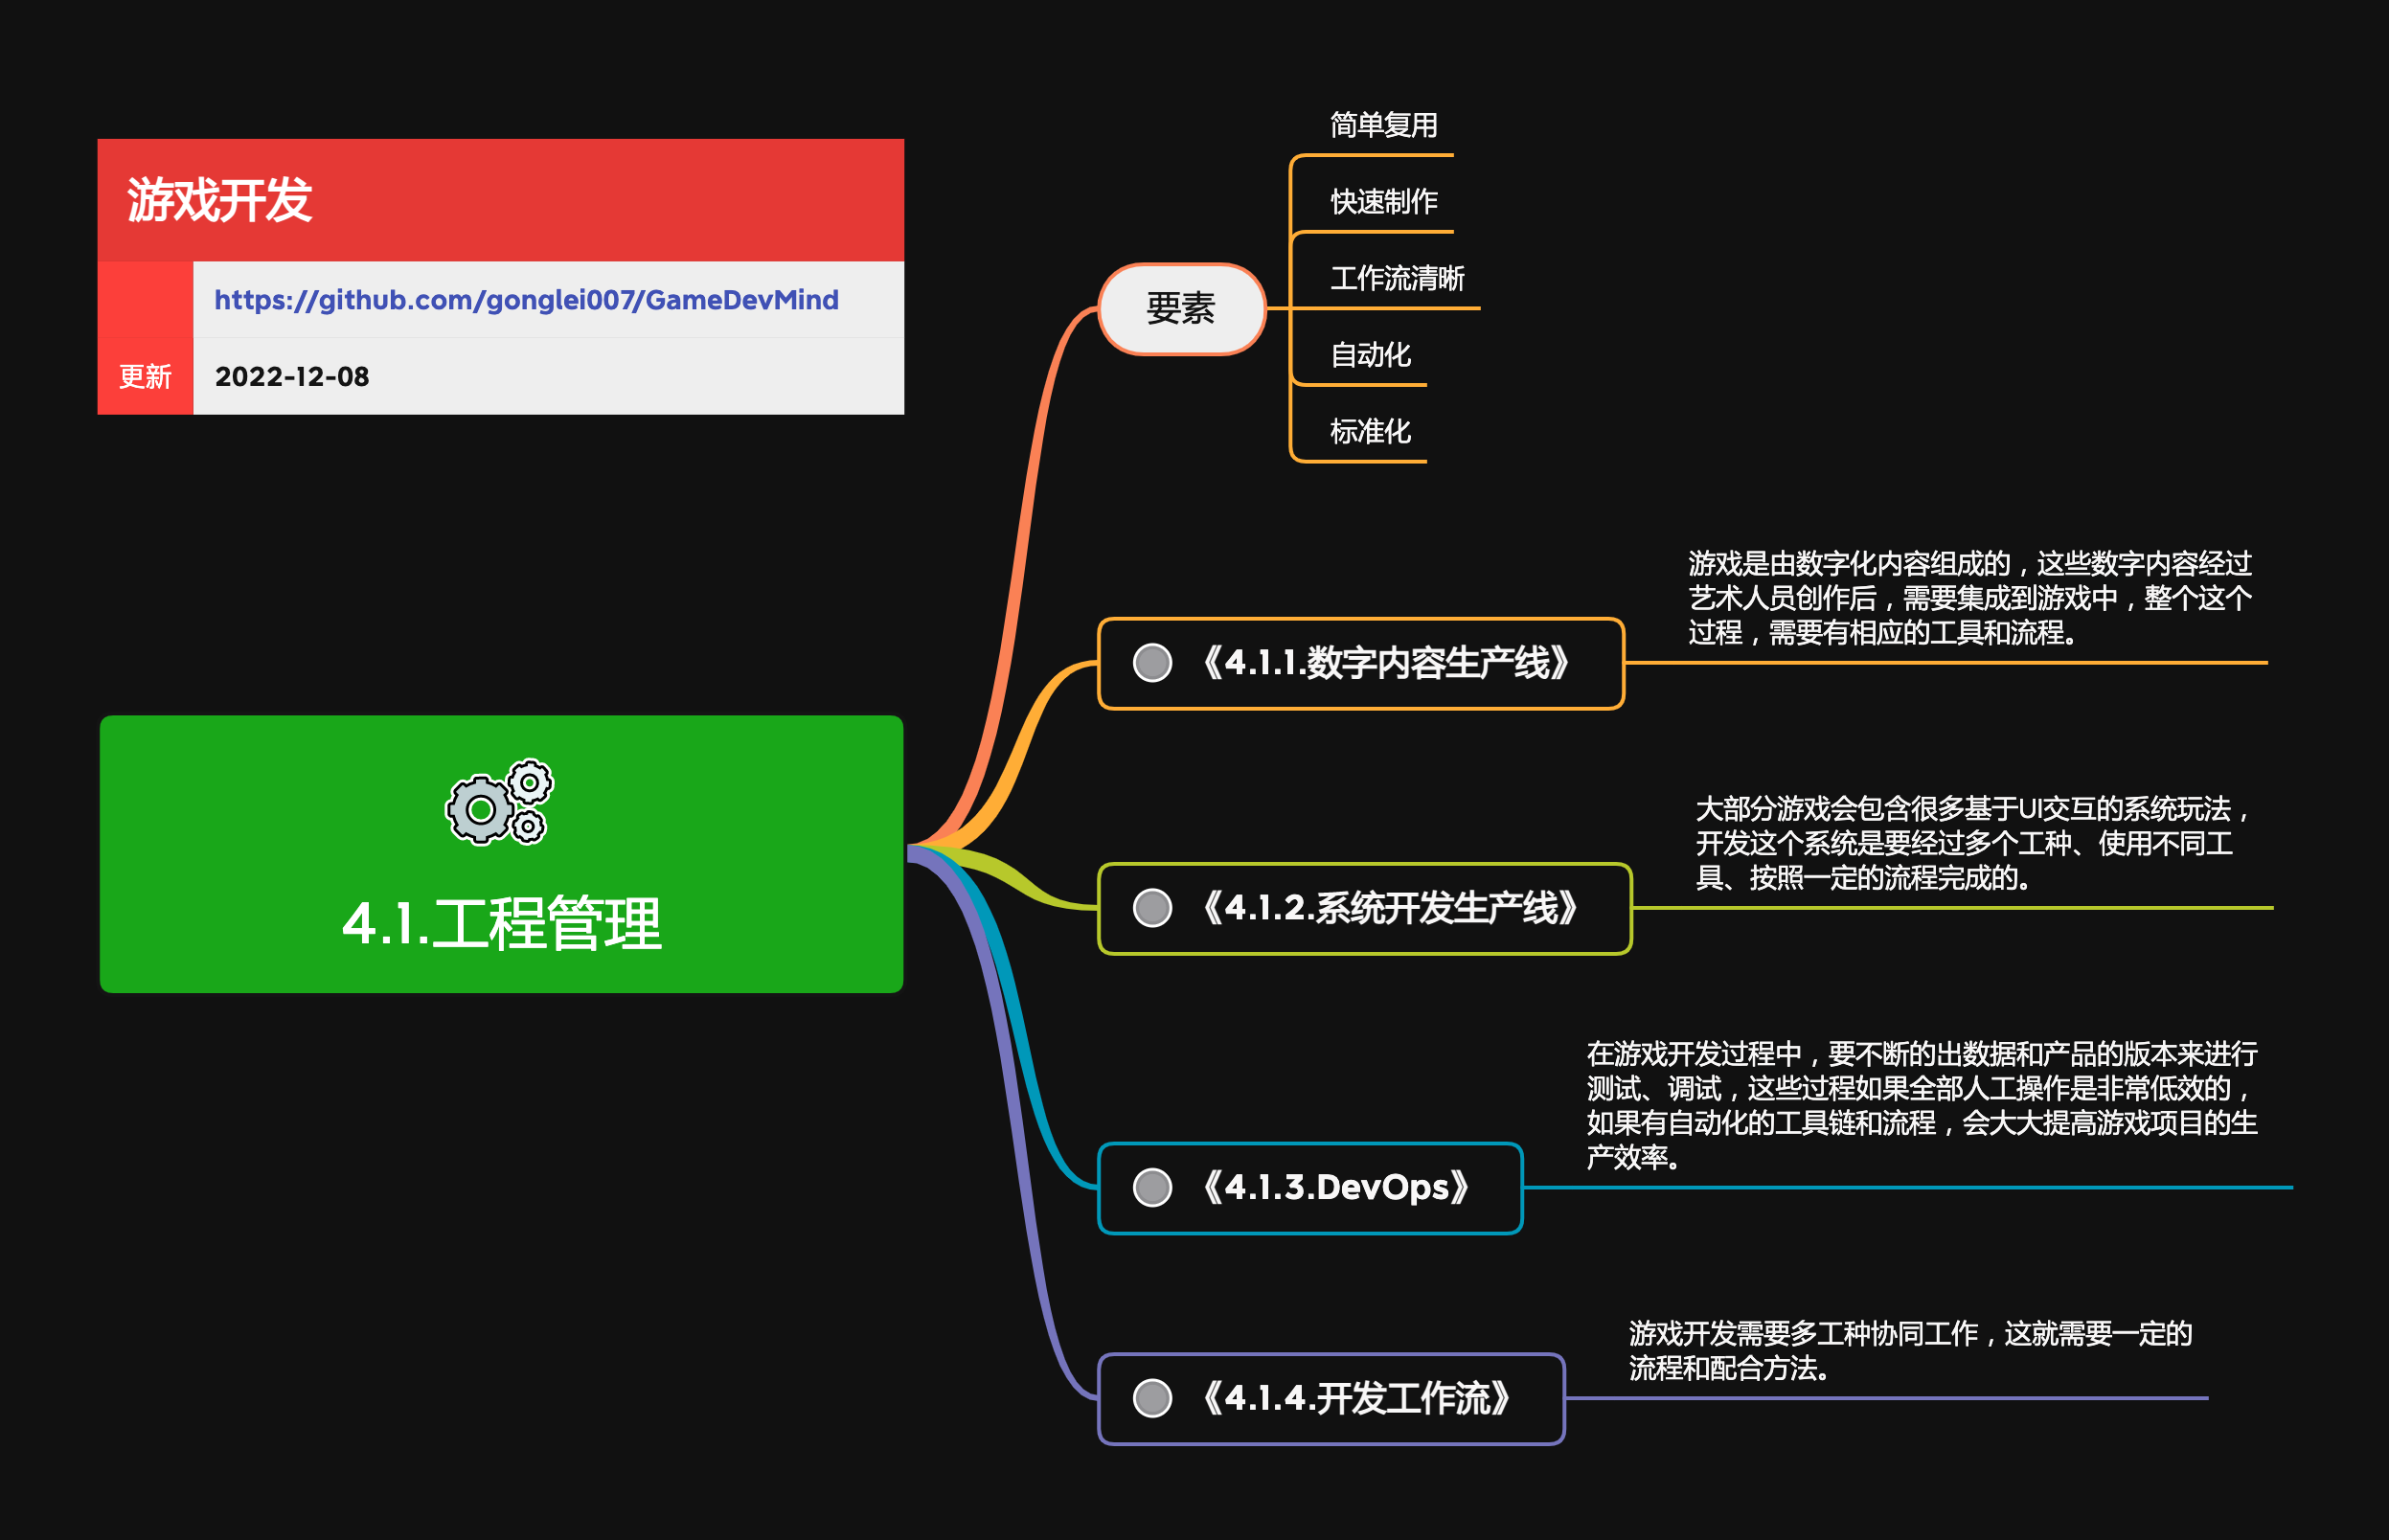 游戏开发
https://github.com/gonglei007/GameDevMind
更新
2022-12-08
4.1.工程管理
要素
简单复用
快速制作
工作流清晰
自动化
标准化
《4.1.1.数字内容生产线》
游戏是由数字化内容组成的，这些数字内容经过
艺术人员创作后，需要集成到游戏中，整个这个
过程，需要有相应的工具和流程。
《4.1.2.系统开发生产线》
大部分游戏会包含很多基于UI交互的系统玩法，
开发这个系统是要经过多个工种、使用不同工
具、按照一定的流程完成的。
《4.1.3.DevOps》
在游戏开发过程中，要不断的出数据和产品的版本来进行
测试、调试，这些过程如果全部人工操作是非常低效的，
如果有自动化的工具链和流程，会大大提高游戏项目的生
产效率。
《4.1.4.开发工作流》
游戏开发需要多工种协同工作，这就需要一定的
流程和配合方法。